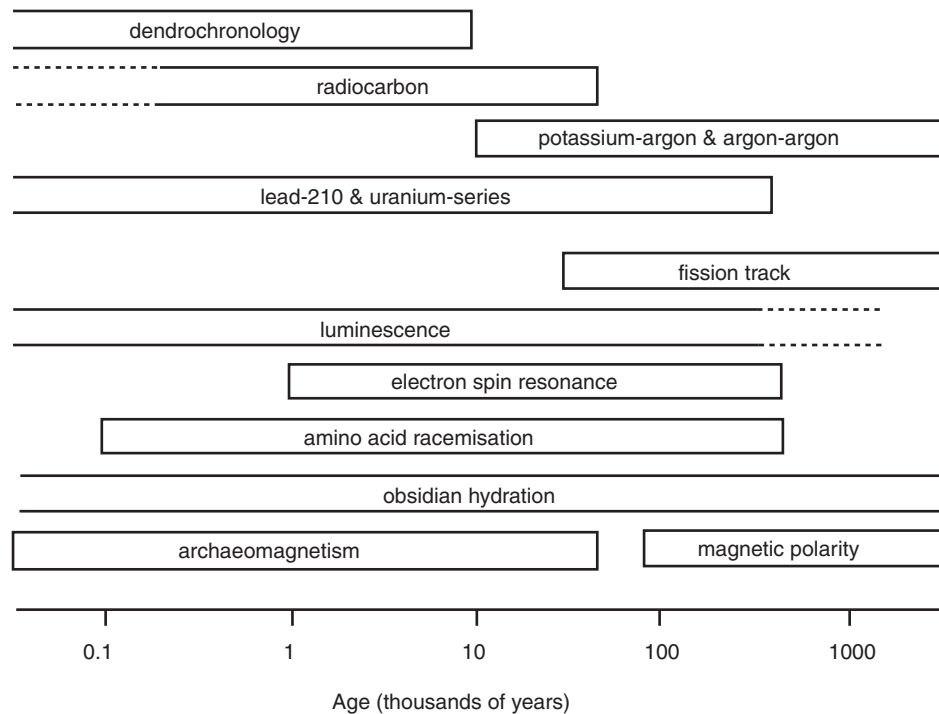 dendrochronology
radiocarbon
potassium-argon & argon-argon
lead-210 & uranium-series
fission track
luminescence
electron spin resonance
amino acid racemisation
obsidian hydration
archaeomagnetism
magnetic polarity
0.1 1 10 100 1000
Age (thousands of years)